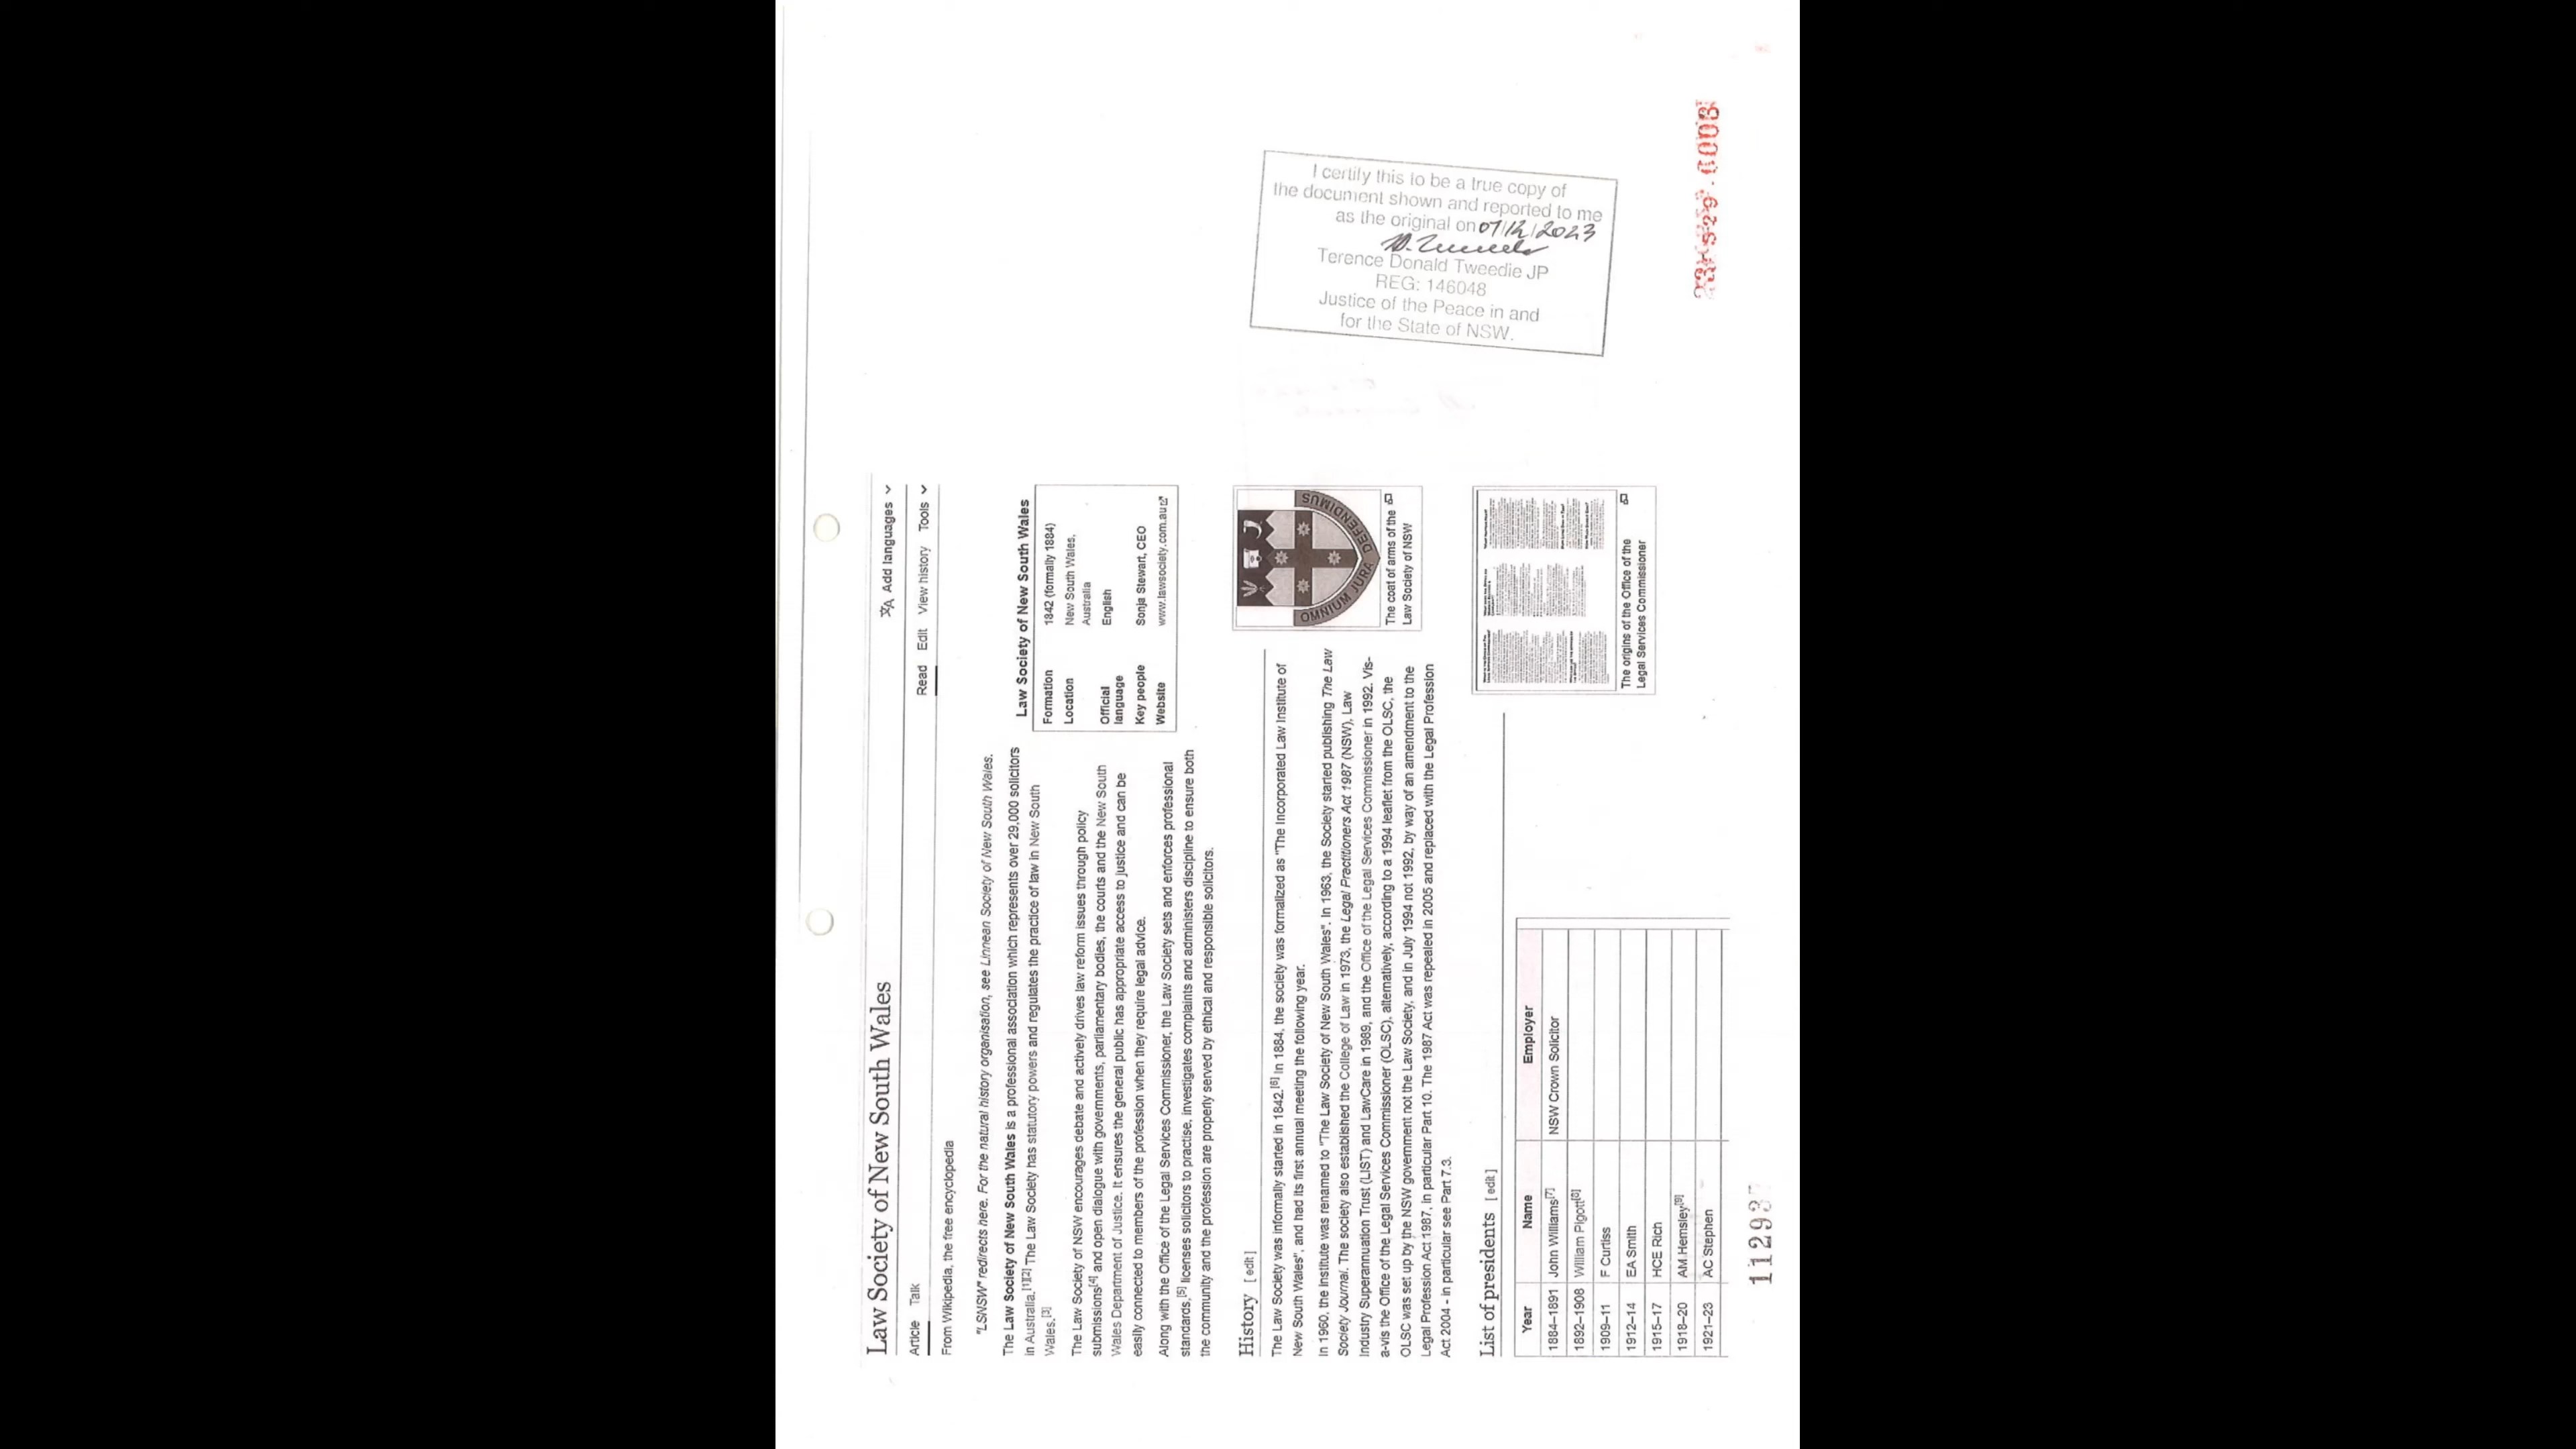 Law Society of New South Wales
Add languages
Article Talk
Read Edit View history Tools
From Wikipedia, the free encyclopedia
"LSNSW" redirects here. For the natural history organisation, see Linnean Society of New South Wales.
The Law Society of New South Wales is a professional association which represents over 29,000 solicitors
in Australia.[1][2] The Law Society has statutory powers and regulates the practice of law in New South
Wales.[3]
The Law Society of NSW encourages debate and actively drives law reform issues through policy
submissions[4] and open dialogue with governments, parliamentary bodies, the courts and the New South
Wales Department of Justice. It ensures the general public has appropriate access to justice and can be
easily connected to members of the profession when they require legal advice.
Along with the Office of the Legal Services Commissioner, the Law Society sets and enforces professional
standards,[5] licenses solicitors to practise, investigates complaints and administers discipline to ensure both
the community and the profession are properly served by ethical and responsible solicitors.
Law Society of New South Wales
Formation 1842 (formally 1884)
Location New South Wales,
Australia
Official English
language
Key people Sonja Stewart, CEO
Website www.lawsociety.com.au
History [edit]
The Law Society was informally started in 1842.[6] In 1884, the society was formalized as "The Incorporated Law Institute of
New South Wales", and had its first annual meeting the following year.
In 1960, the Institute was renamed to "The Law Society of New South Wales". In 1963, the Society started publishing The Law
Society Journal. The society also established the College of Law in 1973, the Legal Practitioners Act 1987 (NSW), Law
Industry Superannuation Trust (LIST) and LawCare in 1989, and the Office of the Legal Services Commissioner in 1992. Vis-
a-vis the Office of the Legal Services Commissioner (OLSC), alternatively, according to a 1994 leaflet from the OLSC, the
OLSC was set up by the NSW government not the Law Society, and in July 1994 not 1992, by way of an amendment to the
Legal Profession Act 1987, in particular Part 10. The 1987 Act was repealed in 2005 and replaced with the Legal Profession
Act 2004 - in particular see Part 7.3.
OMNIUM JURA DEFENDIMUS
The coat of arms of the
Law Society of NSW
The origins of the Office of the
Legal Services Commissioner
List of presidents [edit]
Year Name Employer
1884–1891 John Williams[7] NSW Crown Solicitor
1892–1908 William Pigott[8]
1909–11 F Curtiss
1912–14 EA Smith
1915–17 HCE Rich
1918–20 AM Hemsley[9]
1921–23 AC Stephen
I certify this to be a true copy of
the document shown and reported to me
as the original on 07/12/2023
Terence Donald Tweedie JP
REG: 146048
Justice of the Peace in and
for the State of NSW.